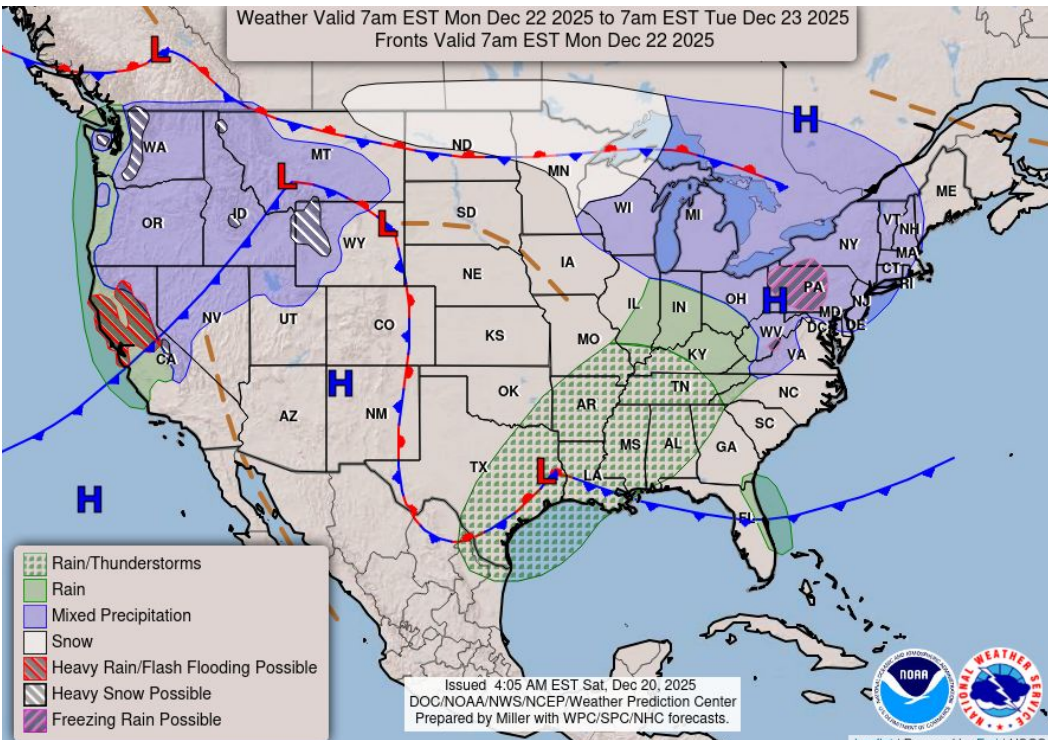 Weather Valid 7am EST Mon Dec 22 2025 to 7am EST Tue Dec 23 2025
Fronts Valid 7am EST Mon Dec 22 2025
L
H
WA
MT
ND
MN
ME
L
OR
ID
WI
MI
VT
NH
NY
MA
SD
WY
L
CT
RI
IA
NE
PA
H
OH
NJ
IL
IN
MD
DE
DC
NV
UT
CO
KS
MO
WV
VA
KY
CA
H
OK
TN
NC
AZ
NM
AR
SC
MS
AL
GA
TX
L
LA
H
FL
Rain/Thunderstorms
Rain
Mixed Precipitation
Snow
Heavy Rain/Flash Flooding Possible
Heavy Snow Possible
Freezing Rain Possible
Issued 4:05 AM EST Sat, Dec 20, 2025
DOC/NOAA/NWS/NCEP/Weather Prediction Center
Prepared by Miller with WPC/SPC/NHC forecasts.
NOAA
NATIONAL WEATHER SERVICE